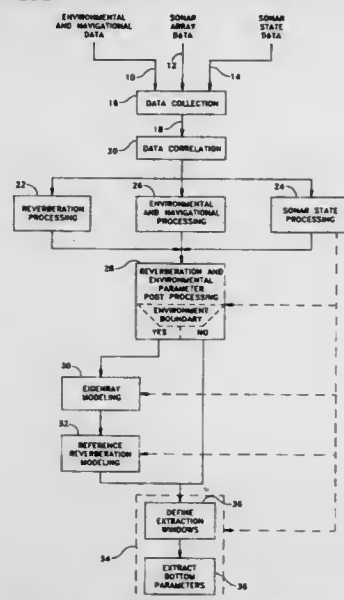 ENVIRONMENTAL
AND NAVIGATIONAL
DATA
SONAR
ARRAY
DATA
SONAR
STATE
DATA
10
12
14
16
DATA COLLECTION
18
20
DATA CORRELATION
22
REVERBERATION
PROCESSING
26
ENVIRONMENTAL
AND NAVIGATIONAL
PROCESSING
24
SONAR STATE
PROCESSING
28
REVERBERATION AND
ENVIRONMENTAL
PARAMETER
POST PROCESSING
ENVIRONMENT
BOUNDARY
YES
NO
30
EIGENRAY
MODELING
32
REFERENCE
REVERBERATION
MODELING
34
36
DEFINE
EXTRACTION
WINDOWS
EXTRACT
BOTTOM
PARAMETERS